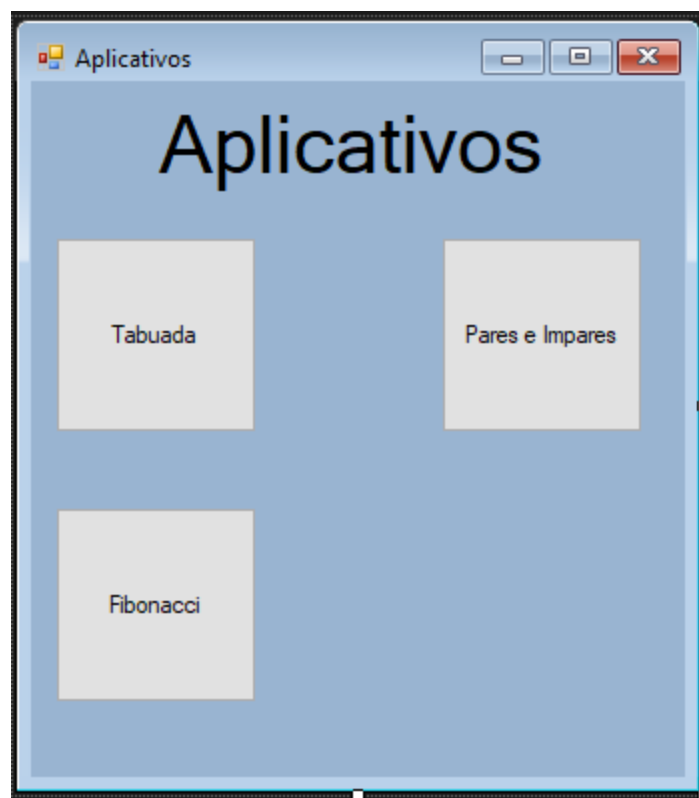 Aplicativos
Aplicativos
Tabuada
Pares e Impares
Fibonacci